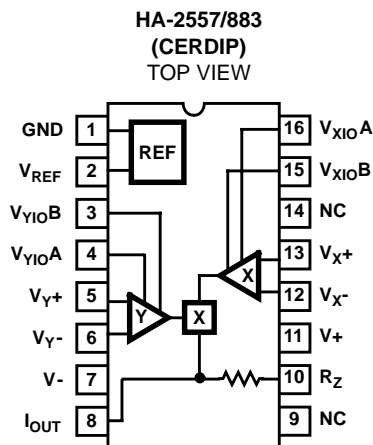 HA-2557/883
(CERDIP)
TOP VIEW
GND 1
REF
16 VXIOA
VREF 2
15 VXIOB
VYIOB 3
14 NC
VYIOA 4
X
13 VX+
VY+ 5
Y
X
12 VX-
VY- 6
11 V+
V- 7
10 RZ
IOUT 8
9 NC